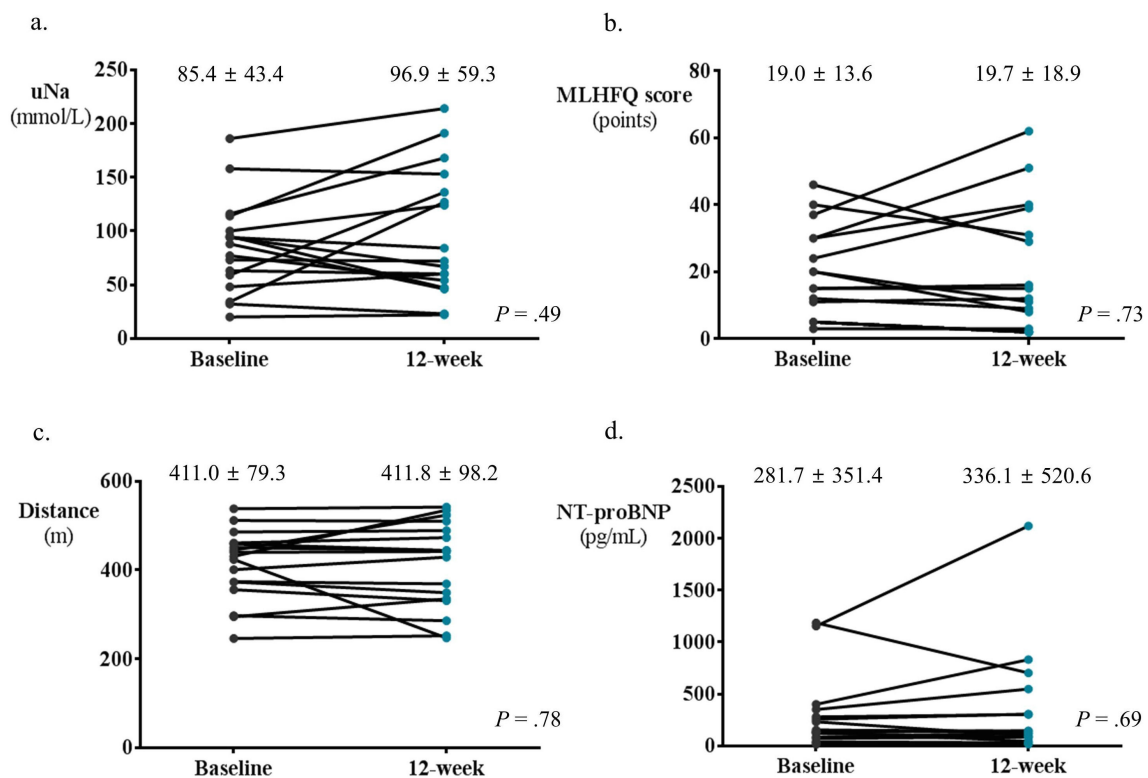 a.
85.4 ± 43.4 96.9 ± 59.3
uNa
(mmol/L)
250
200
150
100
50
0
P = .49
Baseline 12-week
b.
19.0 ± 13.6 19.7 ± 18.9
MLHFQ score
(points)
80
60
40
20
0
P = .73
Baseline 12-week
c.
411.0 ± 79.3 411.8 ± 98.2
Distance
(m)
600
400
200
0
P = .78
Baseline 12-week
d.
281.7 ± 351.4 336.1 ± 520.6
NT-proBNP
(pg/mL)
2500
2000
1500
1000
500
0
P = .69
Baseline 12-week